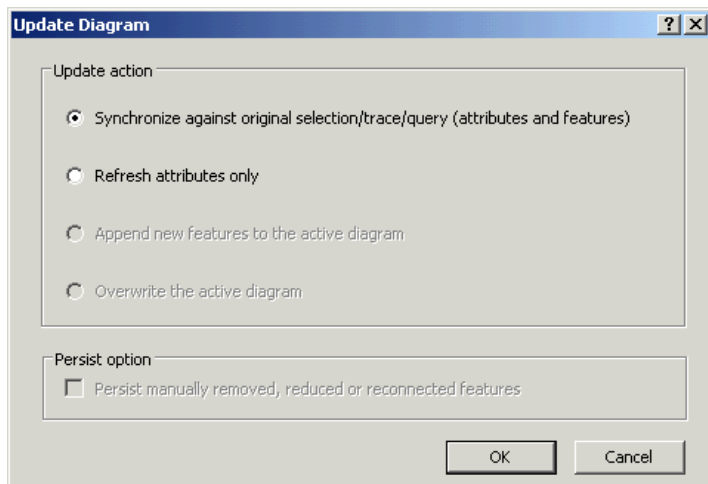 Update Diagram
Update action
Synchronize against original selection/trace/query (attributes and features)
Refresh attributes only
Append new features to the active diagram
Overwrite the active diagram
Persist option
Persist manually removed, reduced or reconnected features
OK Cancel